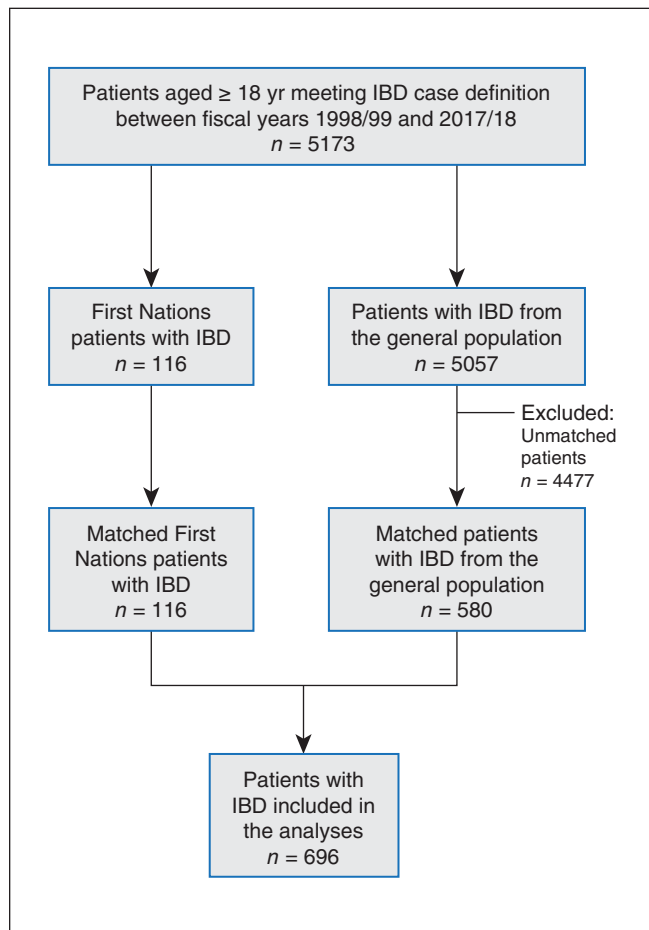 Patients aged ≥ 18 yr meeting IBD case definition
between fiscal years 1998/99 and 2017/18
n = 5173
First Nations
patients with IBD
n = 116
Patients with IBD from
the general population
n = 5057
Excluded:
Unmatched
patients
n = 4477
Matched First
Nations patients
with IBD
n = 116
Matched patients
with IBD from the
general population
n = 580
Patients with
IBD included in
the analyses
n = 696